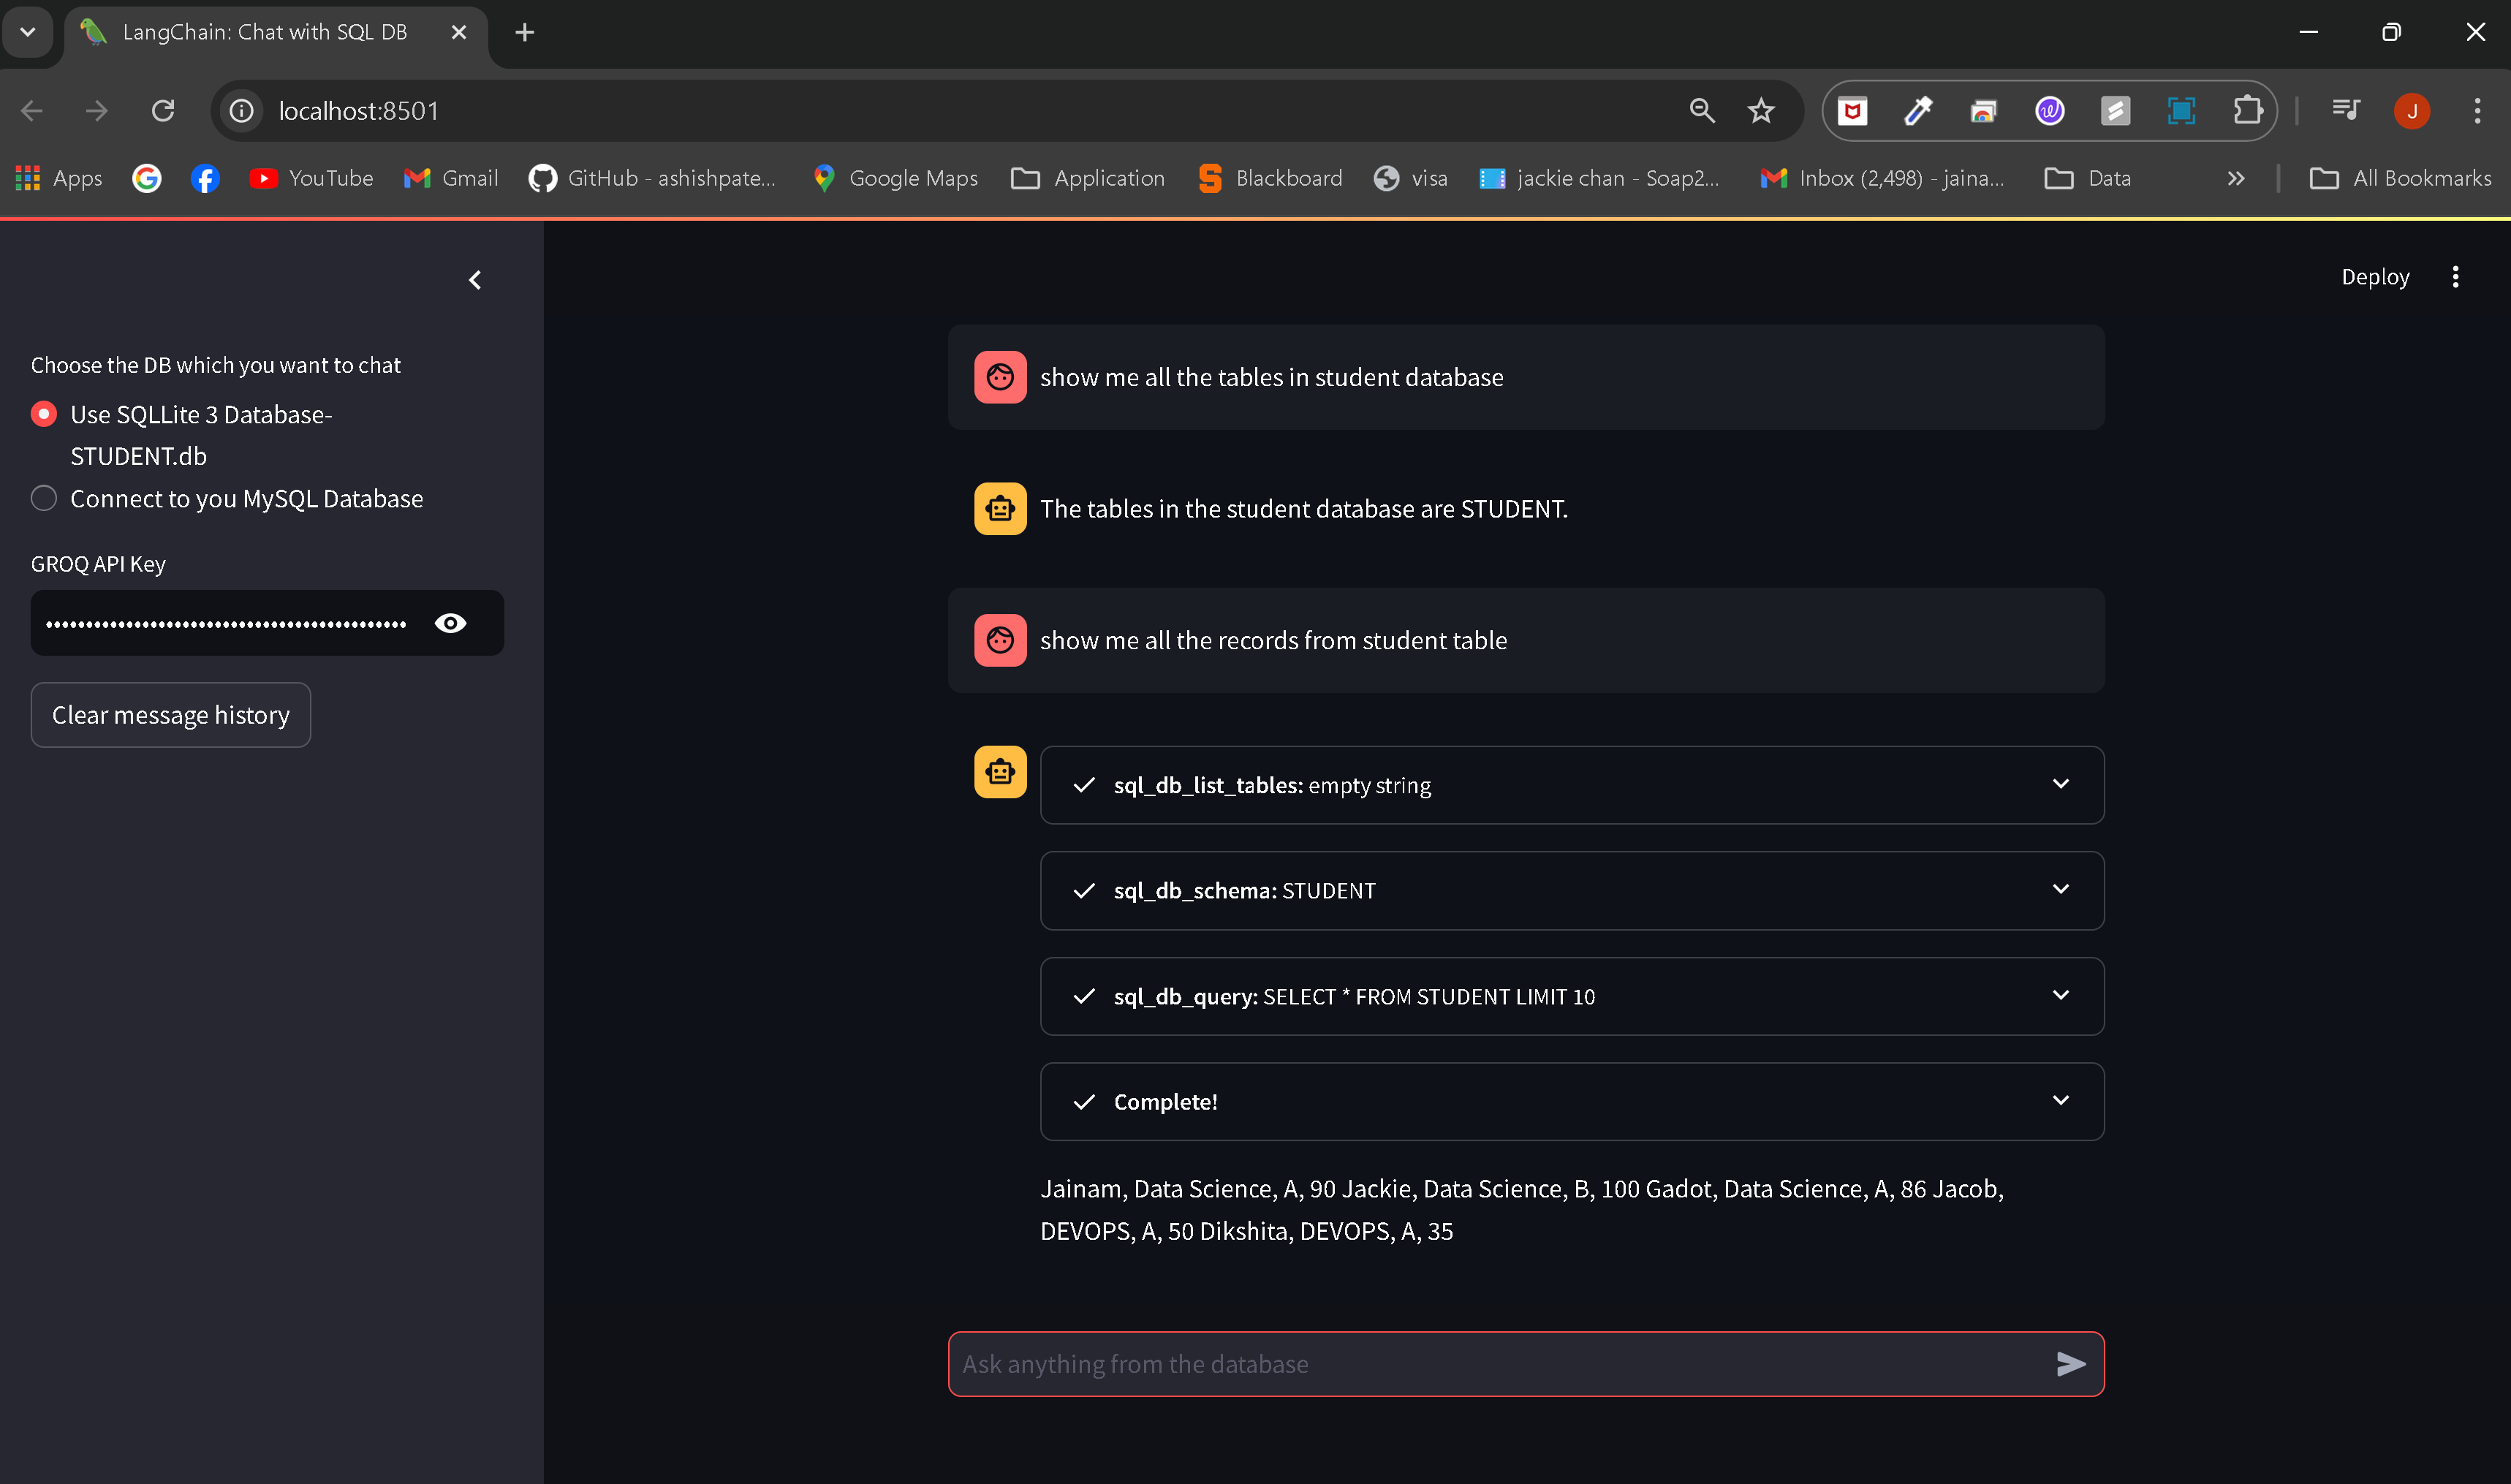 LangChain: Chat with SQL DB
localhost:8501
J
Apps
YouTube
Gmail
GitHub - ashishpate...
Google Maps
Application
Blackboard
visa
jackie chan - Soap2...
Inbox (2,498) - jaina...
Data
All Bookmarks
Deploy
Choose the DB which you want to chat
Use SQLLite 3 Database-
STUDENT.db
Connect to you MySQL Database
GROQ API Key
Clear message history
show me all the tables in student database
The tables in the student database are STUDENT.
show me all the records from student table
sql_db_list_tables: empty string
sql_db_schema: STUDENT
sql_db_query: SELECT * FROM STUDENT LIMIT 10
Complete!
Jainam, Data Science, A, 90 Jackie, Data Science, B, 100 Gadot, Data Science, A, 86 Jacob,
DEVOPS, A, 50 Dikshita, DEVOPS, A, 35
Ask anything from the database